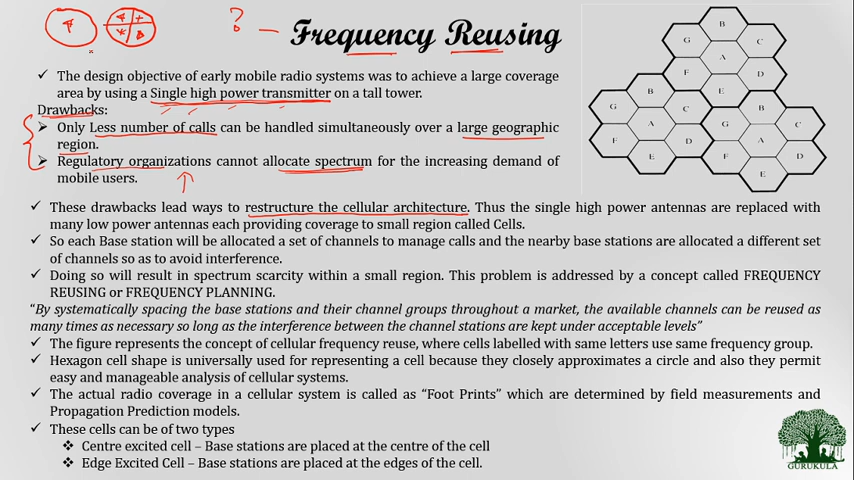 Frequency Reusing
? –
✓ The design objective of early mobile radio systems was to achieve a large coverage
area by using a Single high power transmitter on a tall tower.
Drawbacks:
➢ Only Less number of calls can be handled simultaneously over a large geographic
region.
➢ Regulatory organizations cannot allocate spectrum for the increasing demand of
mobile users.
✓ These drawbacks lead ways to restructure the cellular architecture. Thus the single high power antennas are replaced with
many low power antennas each providing coverage to small region called Cells.
✓ So each Base station will be allocated a set of channels to manage calls and the nearby base stations are allocated a different set
of channels so as to avoid interference.
✓ Doing so will result in spectrum scarcity within a small region. This problem is addressed by a concept called FREQUENCY
REUSING or FREQUENCY PLANNING.
“By systematically spacing the base stations and their channel groups throughout a market, the available channels can be reused as
many times as necessary so long as the interference between the channel stations are kept under acceptable levels”
✓ The figure represents the concept of cellular frequency reuse, where cells labelled with same letters use same frequency group.
✓ Hexagon cell shape is universally used for representing a cell because they closely approximates a circle and also they permit
easy and manageable analysis of cellular systems.
✓ The actual radio coverage in a cellular system is called as “Foot Prints” which are determined by field measurements and
Propagation Prediction models.
✓ These cells can be of two types
❖ Centre excited cell – Base stations are placed at the centre of the cell
❖ Edge Excited Cell – Base stations are placed at the edges of the cell.
B
G C
A
F D
B E B
G C G C
A A
F D F D
E E
GURUKULA